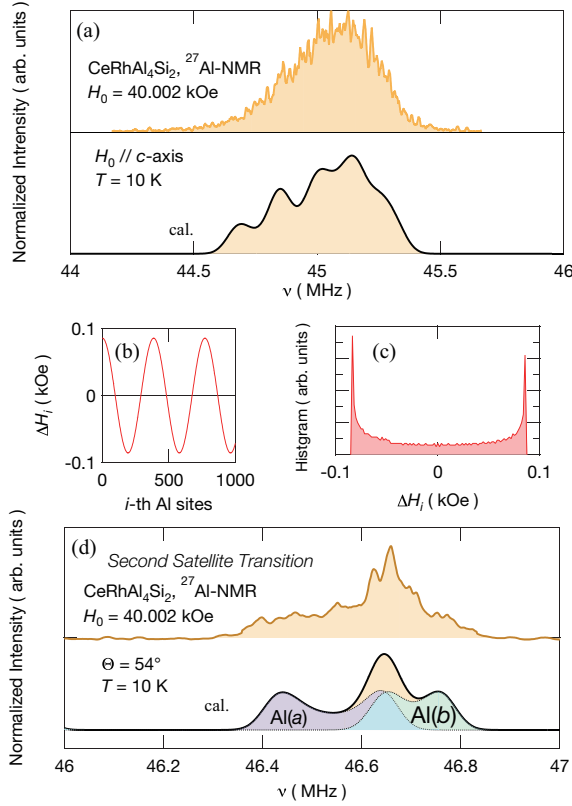 (a)
CeRhAl4Si2, 27Al-NMR
H0 = 40.002 kOe
H0 // c-axis
T = 10 K
cal.
Normalized Intrensity ( arb. units )
44
44.5
45
45.5
46
ν ( MHz )
(b)
0.1
0
-0.1
ΔHi ( kOe )
0
500
1000
i-th Al sites
(c)
Histgram ( arb. units )
-0.1
0
0.1
ΔHi ( kOe )
(d)
Second Satellite Transition
CeRhAl4Si2, 27Al-NMR
H0 = 40.002 kOe
Θ = 54°
T = 10 K
cal.
Al(a)
Al(b)
Normalized Intensity ( arb. units )
46
46.2
46.4
46.6
46.8
47
ν ( MHz )